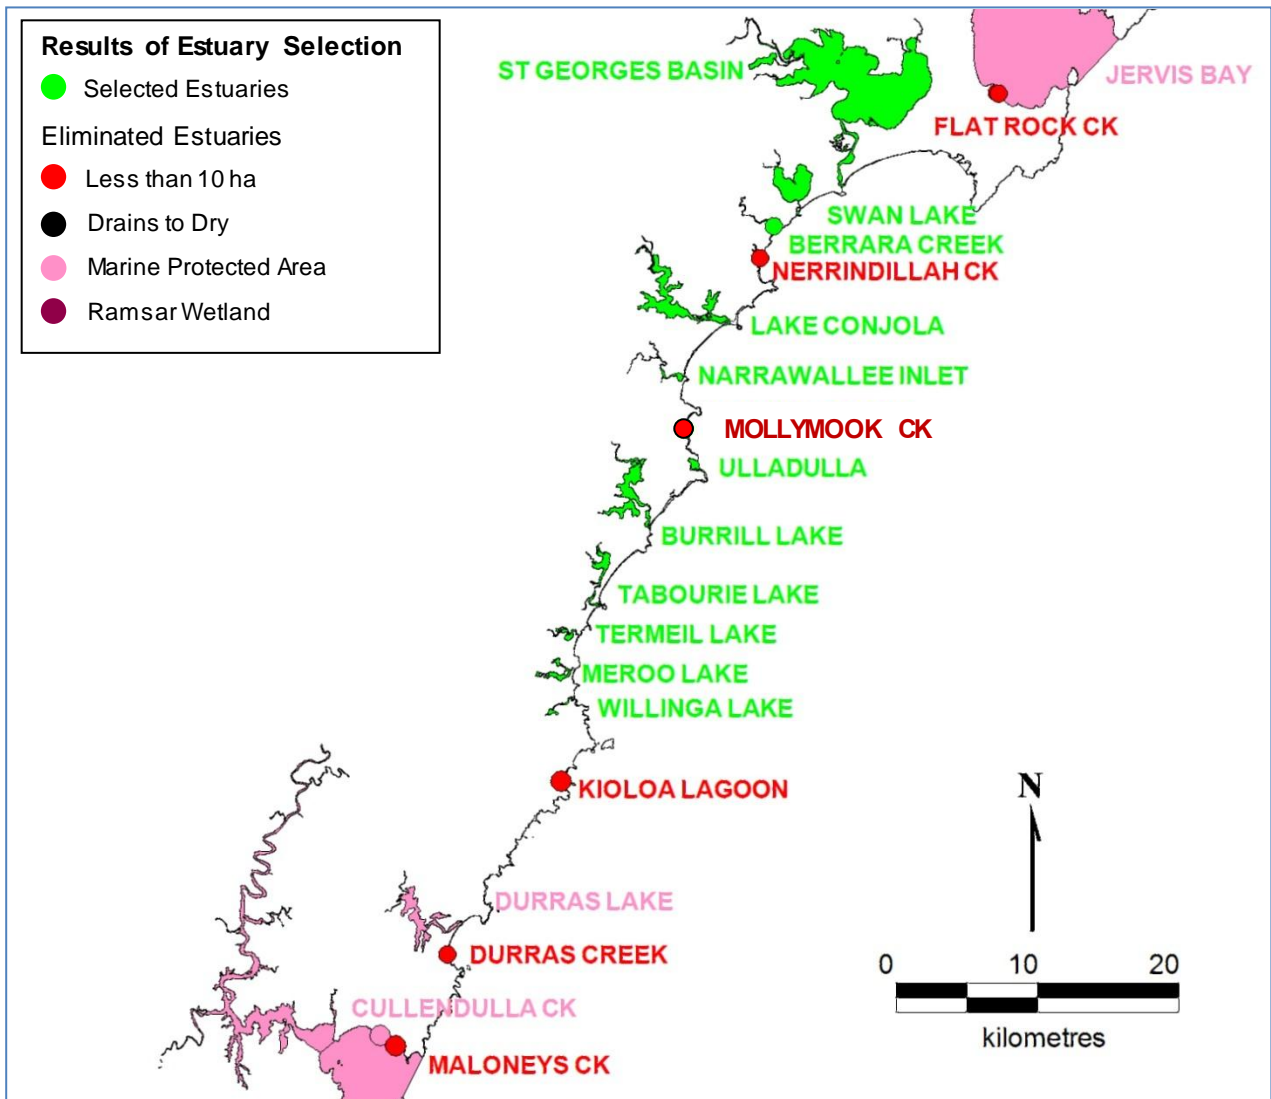 Results of Estuary Selection
Selected Estuaries
Eliminated Estuaries
Less than 10 ha
Drains to Dry
Marine Protected Area
Ramsar Wetland
ST GEORGES BASIN
JERVIS BAY
FLAT ROCK CK
SWAN LAKE
BERRARA CREEK
NERRINDILLAH CK
LAKE CONJOLA
NARRAWALLEE INLET
MOLLYMOOK CK
ULLADULLA
BURRILL LAKE
TABOURIE LAKE
TERMEIL LAKE
MEROO LAKE
WILLINGA LAKE
KIOLOA LAGOON
DURRAS LAKE
DURRAS CREEK
CULLENDULLA CK
MALONEYS CK
N
0 10 20
kilometres